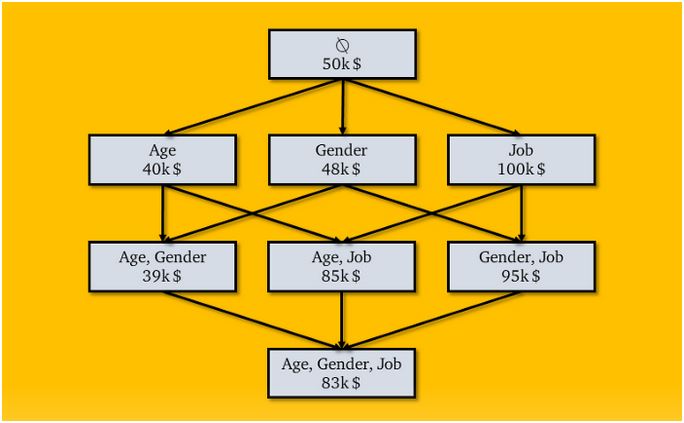 ∅
50k $
Age
40k $
Gender
48k $
Job
100k $
Age, Gender
39k $
Age, Job
85k $
Gender, Job
95k $
Age, Gender, Job
83k $